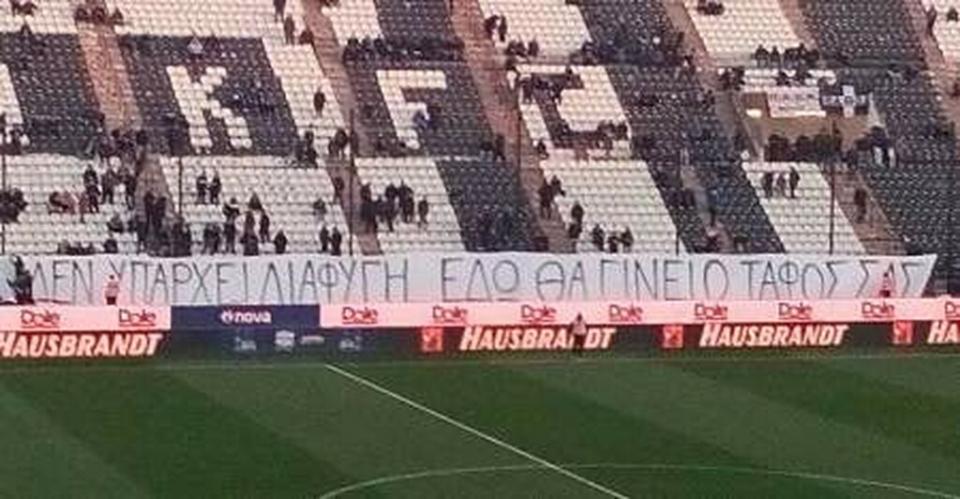 K F C
ΔΕΝ ΥΠΑΡΧΕΙ ΔΙΑΦΥΓΗ ΕΔΩ ΘΑ ΓΙΝΕΙ Ο ΤΑΦΟΣ ΣΑΣ
Dole Dole nova Dole Dole Dole Dole Dole Dole Dole
HAUSBRANDT HAUSBRANDT HAUSBRANDT HA